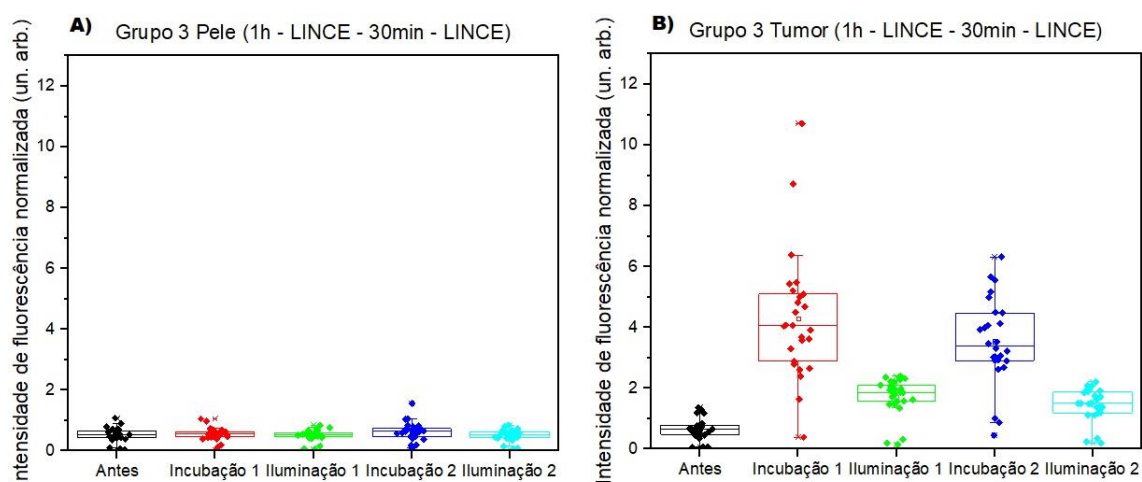 A) Grupo 3 Pele (1h - LINCE - 30min - LINCE)
Intensidade de fluorescência normalizada (un. arb.)
12
10
8
6
4
2
0
Antes Incubação 1 Iluminação 1 Incubação 2 Iluminação 2
B) Grupo 3 Tumor (1h - LINCE - 30min - LINCE)
Intensidade de fluorescência normalizada (un. arb.)
12
10
8
6
4
2
0
Antes Incubação 1 Iluminação 1 Incubação 2 Iluminação 2